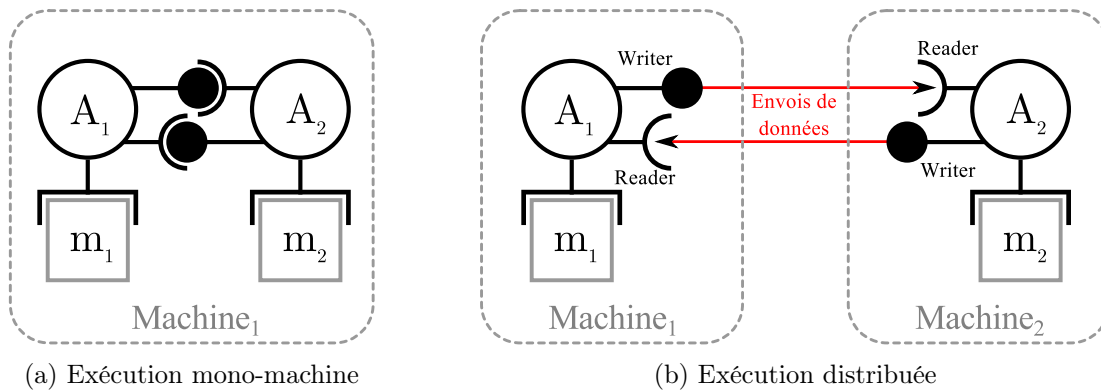 A₁
A₂
m₁
m₂
Machine₁
(a) Exécution mono-machine
Writer
Reader
A₁
Envois de
données
A₂
Reader
Writer
m₁
m₂
Machine₁
Machine₂
(b) Exécution distribuée